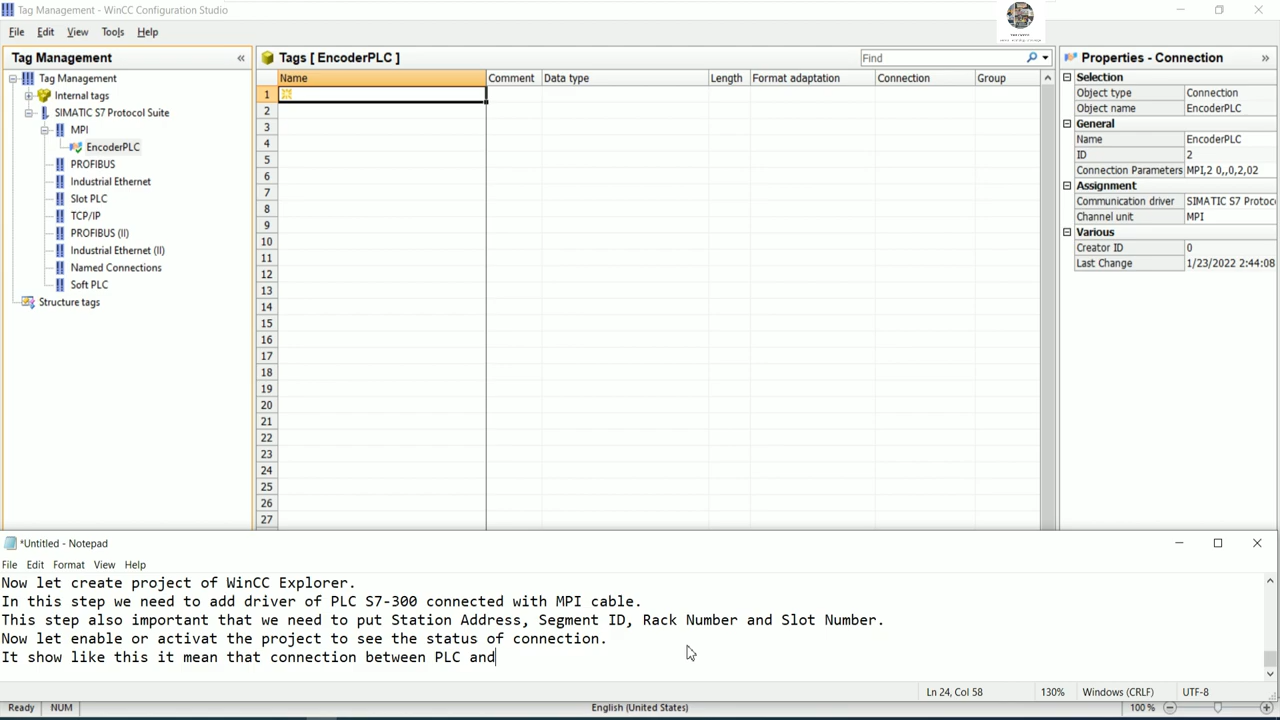 Tag Management - WinCC Configuration Studio
File Edit View Tools Help
Tag Management «
Tag Management
Internal tags
SIMATIC S7 Protocol Suite
MPI
EncoderPLC
PROFIBUS
Industrial Ethernet
Slot PLC
TCP/IP
PROFIBUS (II)
Industrial Ethernet (II)
Named Connections
Soft PLC
Structure tags
Tags [ EncoderPLC ]
Find
Name Comment Data type Length Format adaptation Connection Group
1
2
3
4
5
6
7
8
9
10
11
12
13
14
15
16
17
18
19
20
21
22
23
24
25
26
27
Properties - Connection »
Selection
Object type Connection
Object name EncoderPLC
General
Name EncoderPLC
ID 2
Connection Parameters MPI,2 0,,0,2,02
Assignment
Communication driver SIMATIC S7 Protoc
Channel unit MPI
Various
Creator ID 0
Last Change 1/23/2022 2:44:08
*Untitled - Notepad
File Edit Format View Help
Now let create project of WinCC Explorer.
In this step we need to add driver of PLC S7-300 connected with MPI cable.
This step also important that we need to put Station Address, Segment ID, Rack Number and Slot Number.
Now let enable or activat the project to see the status of connection.
It show like this it mean that connection between PLC and
Ln 24, Col 58 130% Windows (CRLF) UTF-8
Ready NUM English (United States) 100 %